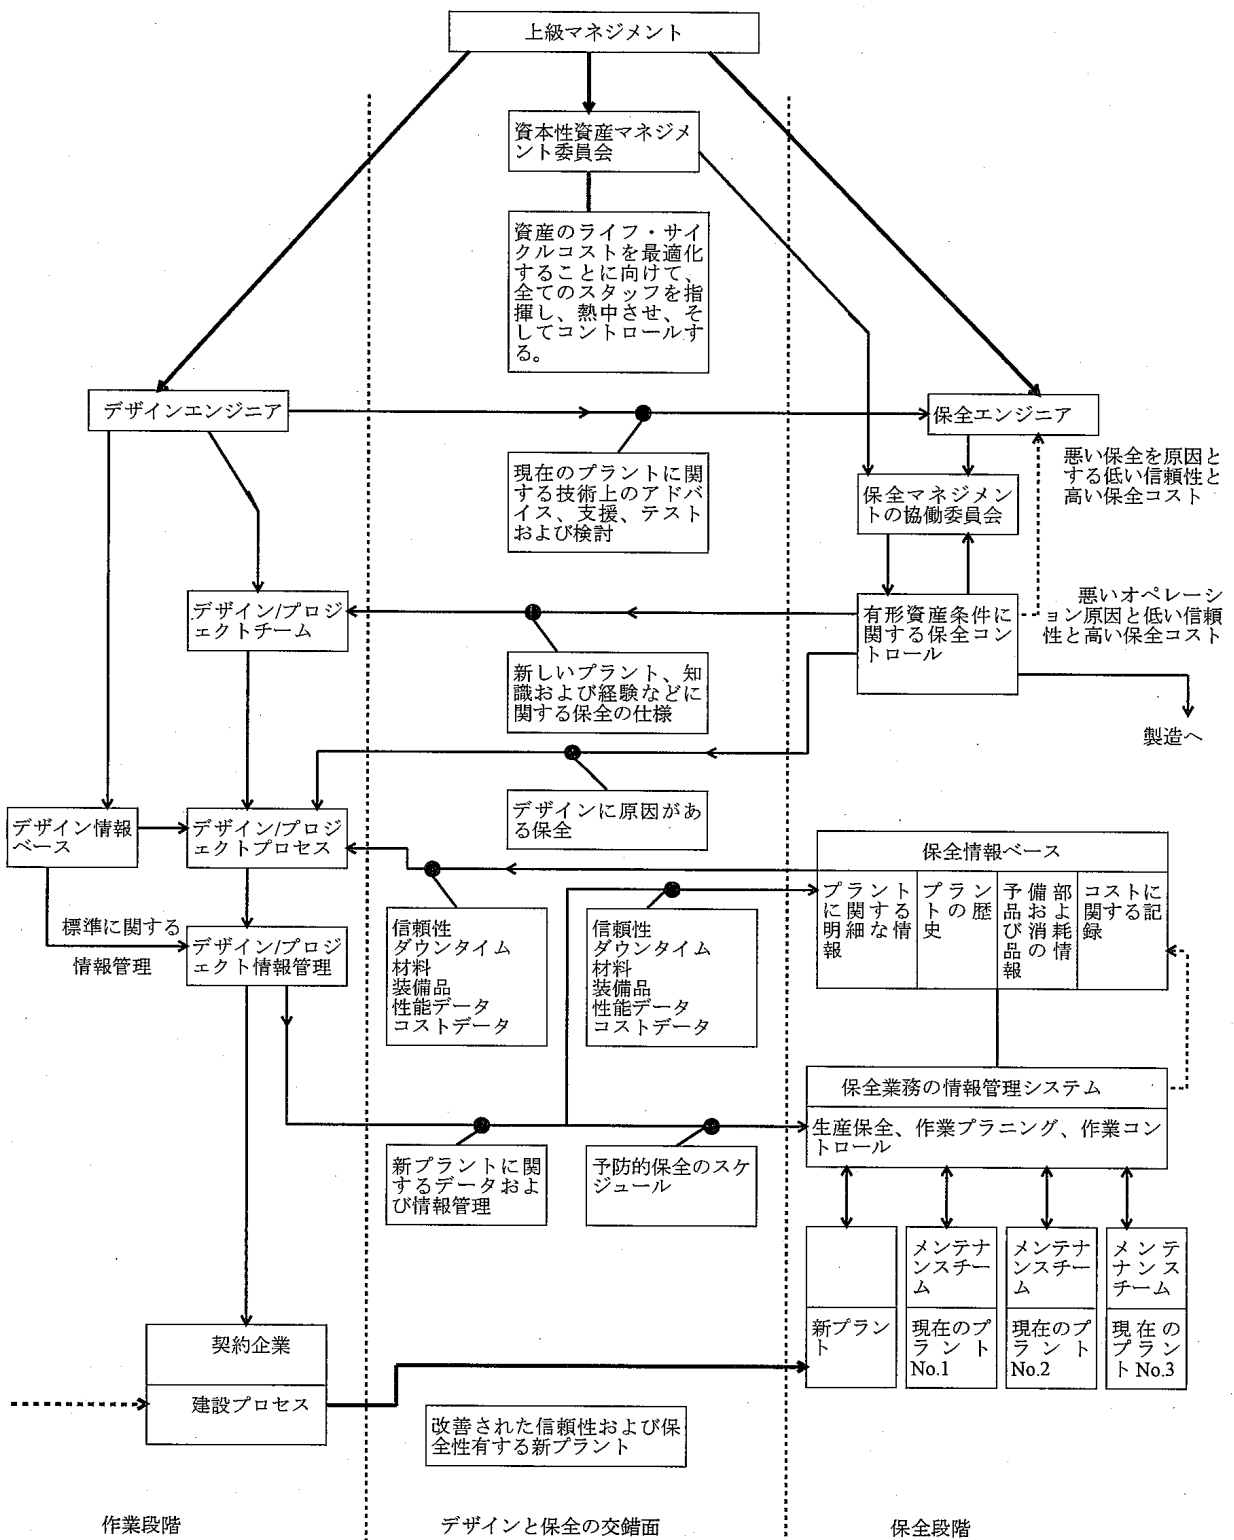 上級マネジメント
資本性資産マネジメ
ント委員会
資産のライフ・サイ
クルコストを最適化
することに向けて、
全てのスタッフを指
揮し、熱中させ、そ
してコントロールす
る。
デザインエンジニア
保全エンジニア
悪い保全を原因と
する低い信頼性と
高い保全コスト
現在のプラントに関
する技術上のアドバ
イス、支援、テスト
および検討
保全マネジメン
トの協働委員会
デザイン/プロジ
ェクトチーム
有形資産条件に
関する保全コン
トロール
悪いオペレーシ
ョン原因と低い信頼
性と高い保全コスト
新しいプラント、知
識および経験などに
関する保全の仕様
製造へ
デザインに原因があ
る保全
デザイン情報
ベース
デザイン/プロジ
ェクトプロセス
保全情報ベース
プラント
に関する
明細な情
報
プラン
トの歴
史
予備部
品およ
び消耗
品の情
報
コストに
関する記
録
標準に関する
情報管理
デザイン/プロジ
ェクト情報管理
信頼性
ダウンタイム
材料
装備品
性能データ
コストデータ
信頼性
ダウンタイム
材料
装備品
性能データ
コストデータ
保全業務の情報管理システム
生産保全、作業プラニング、作業コン
トロール
新プラントに関
するデータおよ
び情報管理
予防的保全のスケ
ジュール
メンテナ
ンスチー
ム
メンテナ
ンスチー
ム
メンテ
ナンス
チーム
新プラン
ト
現在のプ
ラント
No.1
現在のプ
ラント
No.2
現在の
プラン
トNo.3
契約企業
建設プロセス
改善された信頼性および保
全性有する新プラント
作業段階
デザインと保全の交錯面
保全段階